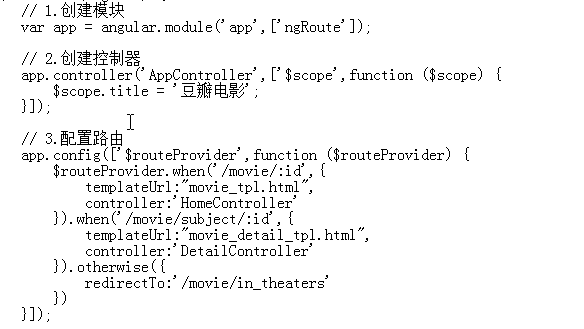 // 1.创建模块
var app = angular.module('app',['ngRoute']);
// 2.创建控制器
app.controller('AppController',['$scope',function ($scope) {
$scope.title = '豆瓣电影';
}]);
// 3.配置路由
app.config(['$routeProvider',function ($routeProvider) {
$routeProvider.when('/movie/:id',{
templateUrl:"movie_tpl.html",
controller:'HomeController'
}).when('/movie/subject/:id',{
templateUrl:"movie_detail_tpl.html",
controller:'DetailController'
}).otherwise({
redirectTo:'/movie/in_theaters'
})
}]);